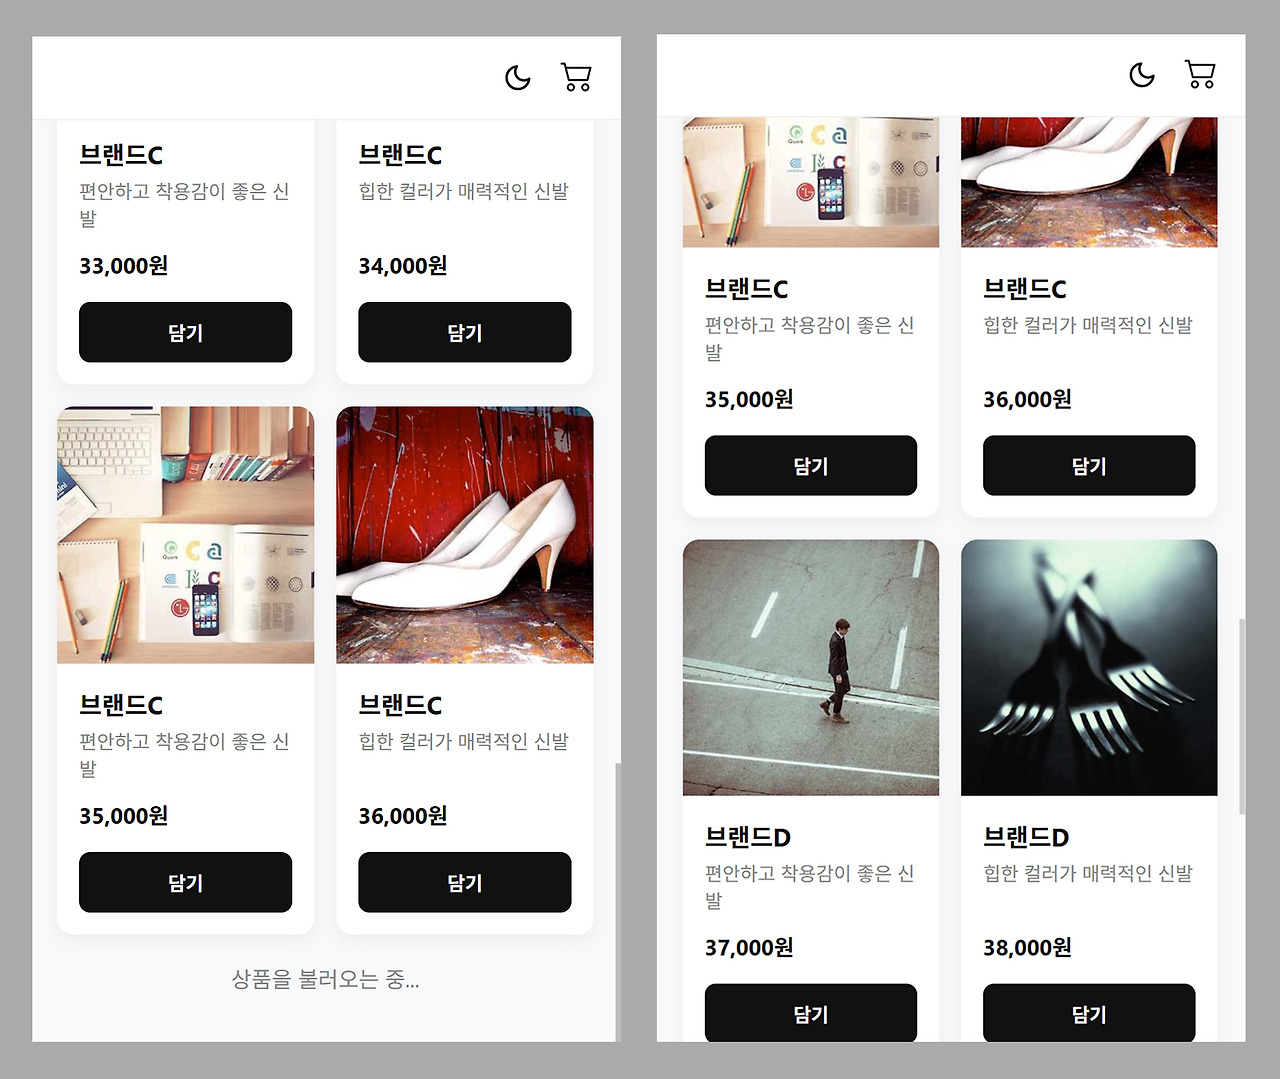 브랜드C
편안하고 착용감이 좋은 신
발
33,000원
담기
브랜드C
힙한 컬러가 매력적인 신발
34,000원
담기
브랜드C
편안하고 착용감이 좋은 신
발
35,000원
담기
브랜드C
힙한 컬러가 매력적인 신발
36,000원
담기
상품을 불러오는 중...
Quark
C a
브랜드C
편안하고 착용감이 좋은 신
발
35,000원
담기
브랜드C
힙한 컬러가 매력적인 신발
36,000원
담기
브랜드D
편안하고 착용감이 좋은 신
발
37,000원
담기
브랜드D
힙한 컬러가 매력적인 신발
38,000원
담기